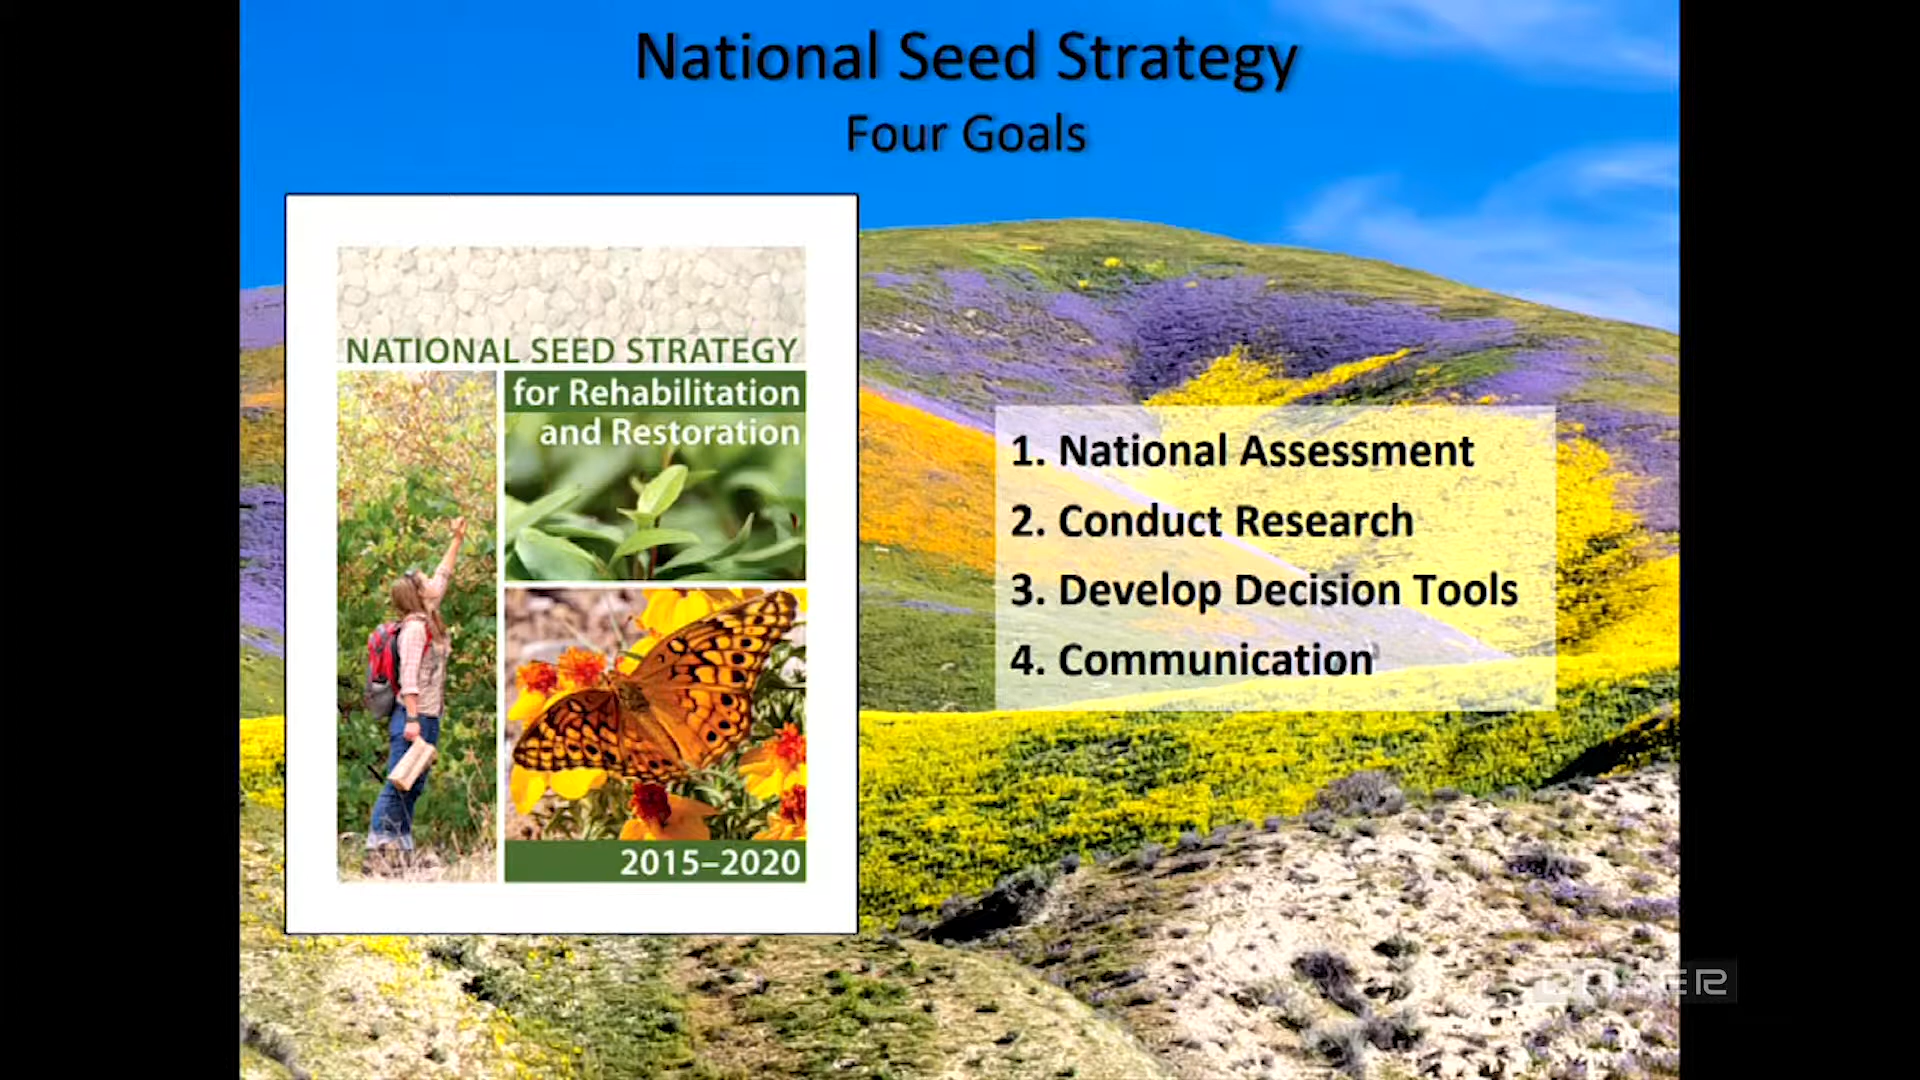 National Seed Strategy
Four Goals
NATIONAL SEED STRATEGY
for Rehabilitation
and Restoration
2015–2020
1. National Assessment
2. Conduct Research
3. Develop Decision Tools
4. Communication